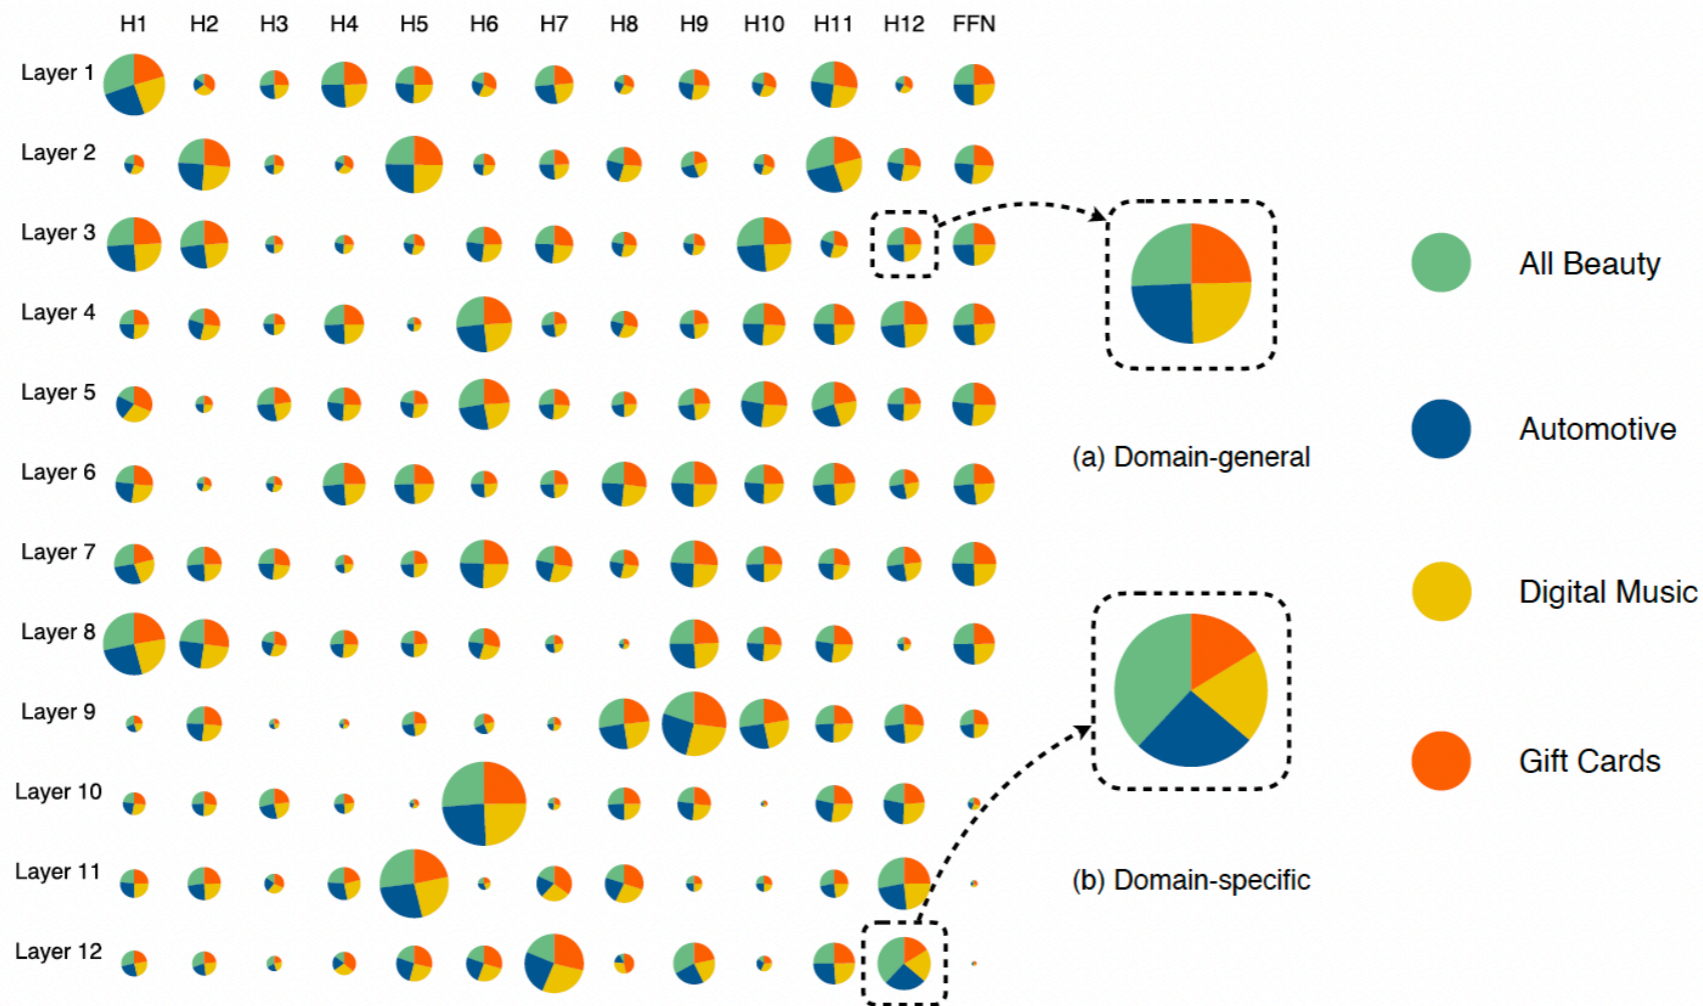 H1 H2 H3 H4 H5 H6 H7 H8 H9 H10 H11 H12 FFN
Layer 1
Layer 2
Layer 3
Layer 4
Layer 5
Layer 6
Layer 7
Layer 8
Layer 9
Layer 10
Layer 11
Layer 12
(a) Domain-general
(b) Domain-specific
All Beauty
Automotive
Digital Music
Gift Cards